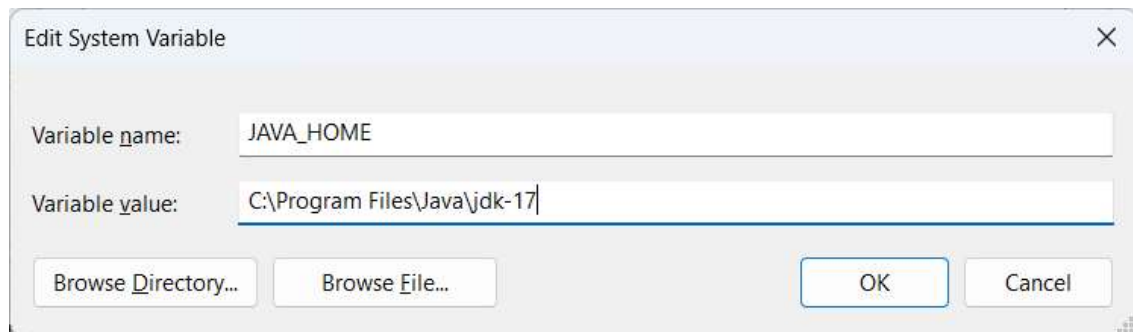 Edit System Variable
Variable name: JAVA_HOME
Variable value: C:\Program Files\Java\jdk-17
Browse Directory... Browse File... OK Cancel